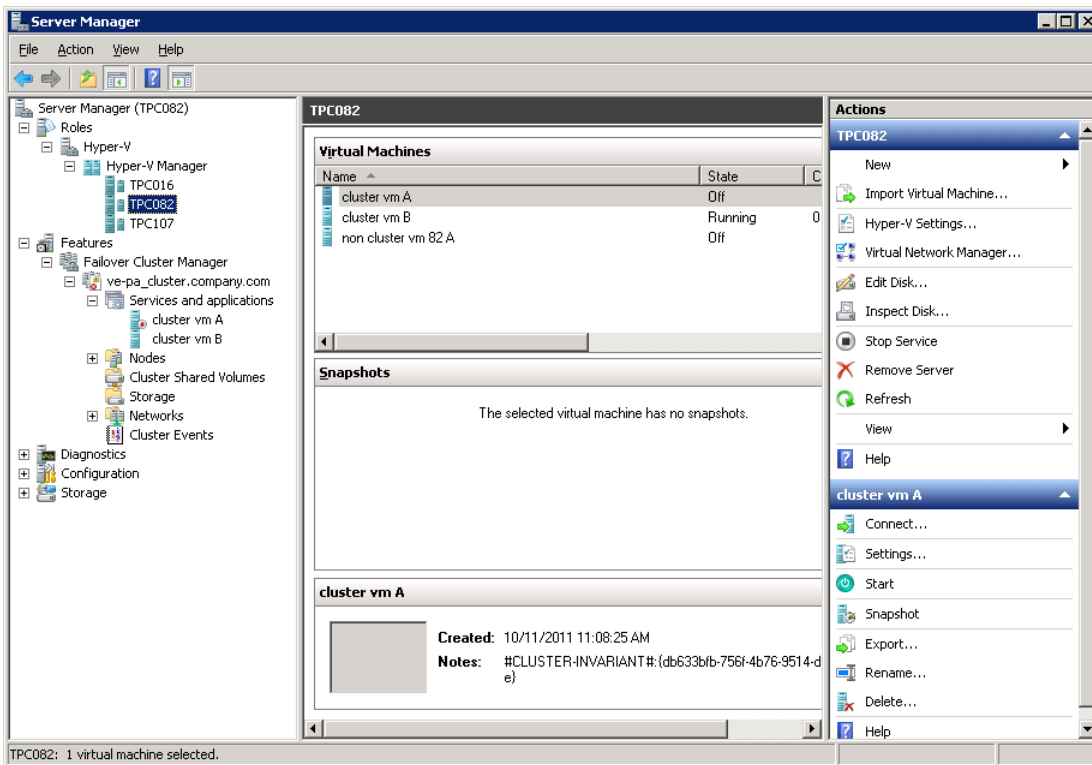 Server Manager
File Action View Help
Server Manager (TPC082)
Roles
Hyper-V
Hyper-V Manager
TPC016
TPC082
TPC107
Features
Failover Cluster Manager
ve-pa_cluster.company.com
Services and applications
cluster vm A
cluster vm B
Nodes
Cluster Shared Volumes
Storage
Networks
Cluster Events
Diagnostics
Configuration
Storage
TPC082
Virtual Machines
Name State C
cluster vm A Off
cluster vm B Running 0
non cluster vm 82 A Off
Snapshots
The selected virtual machine has no snapshots.
cluster vm A
Created: 10/11/2011 11:08:25 AM
Notes: #CLUSTER-INVARIANT#:{db633bfb-756f-4b76-9514-d
e}
Actions
TPC082
New
Import Virtual Machine...
Hyper-V Settings...
Virtual Network Manager...
Edit Disk...
Inspect Disk...
Stop Service
Remove Server
Refresh
View
Help
cluster vm A
Connect...
Settings...
Start
Snapshot
Export...
Rename...
Delete...
Help
TPC082: 1 virtual machine selected.